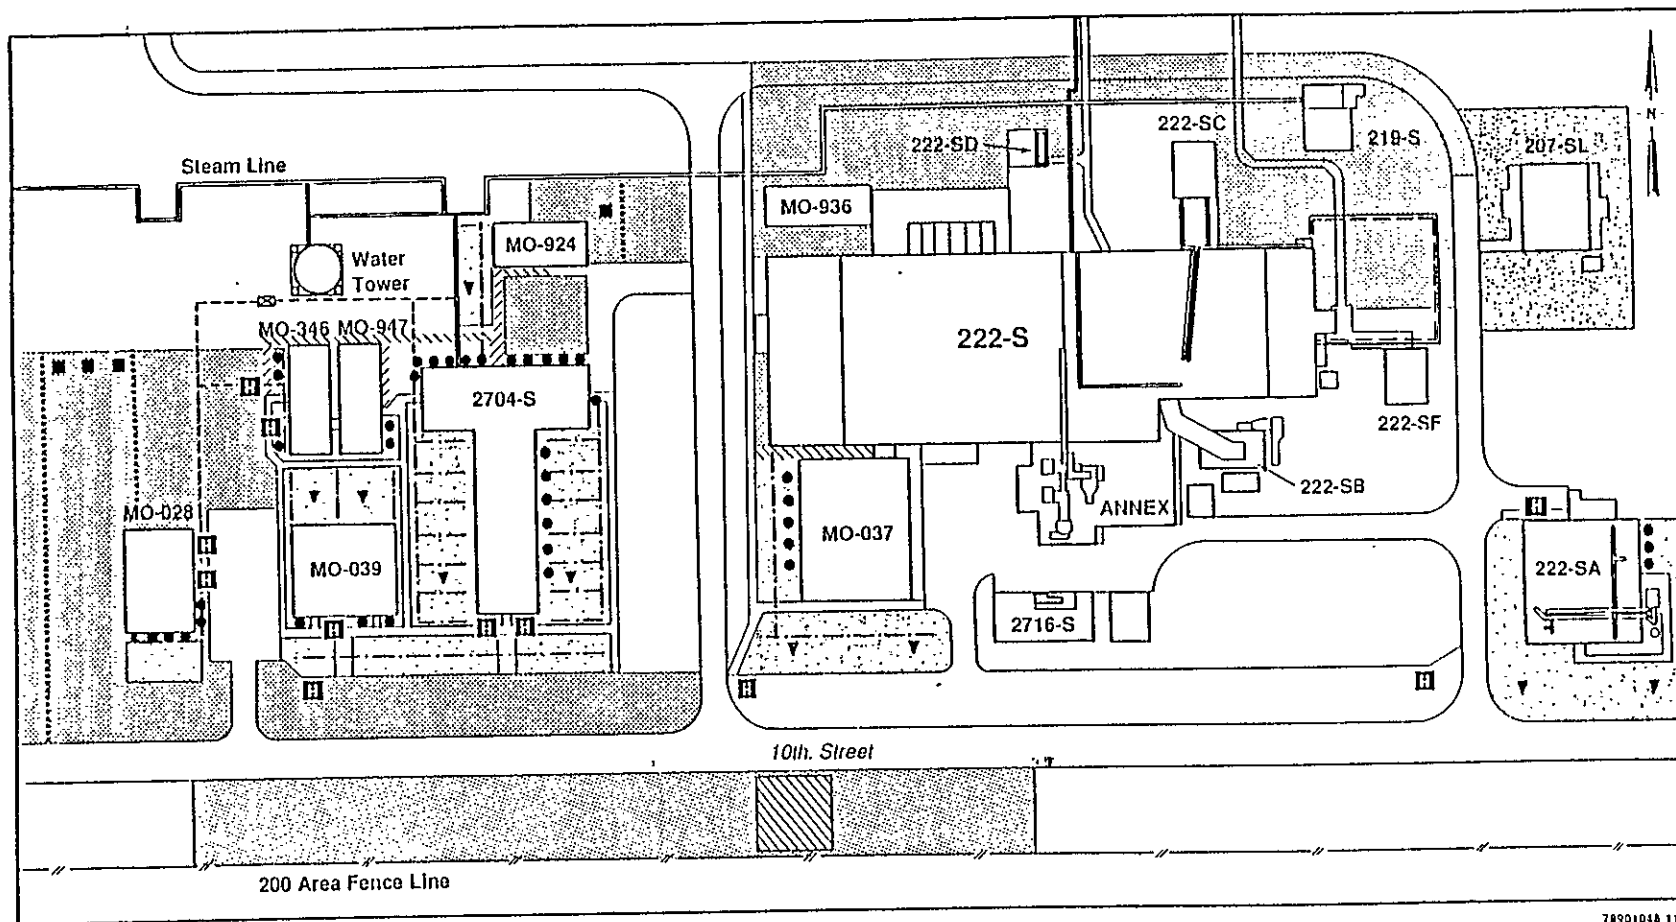 222-SD
222-SC
219-S
N
207-SL
Steam Line
MO-936
MO-924
Water
Tower
MO-346
MO-947
222-S
2704-S
222-SF
MO-028
222-SB
ANNEX
MO-037
MO-039
222-SA
2716-S
H
H
H
H
H
H
H
H
H
H
H
10th. Street
200 Area Fence Line